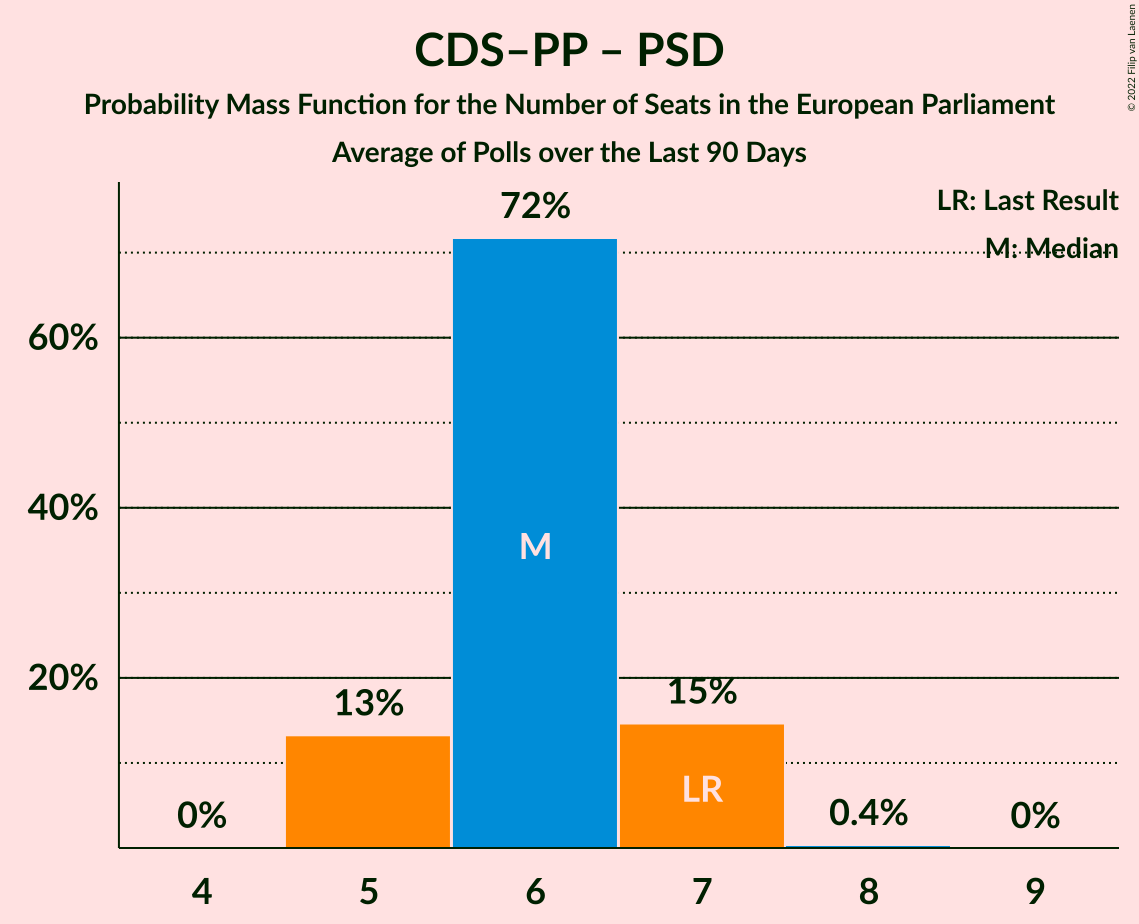 CDS–PP – PSD
Probability Mass Function for the Number of Seats in the European Parliament
Average of Polls over the Last 90 Days
© 2022 Filip van Laenen
LR: Last Result
M: Median
72%
60%
40%
M
20%
13%
15%
LR
0%
0.4%
0%
4 5 6 7 8 9